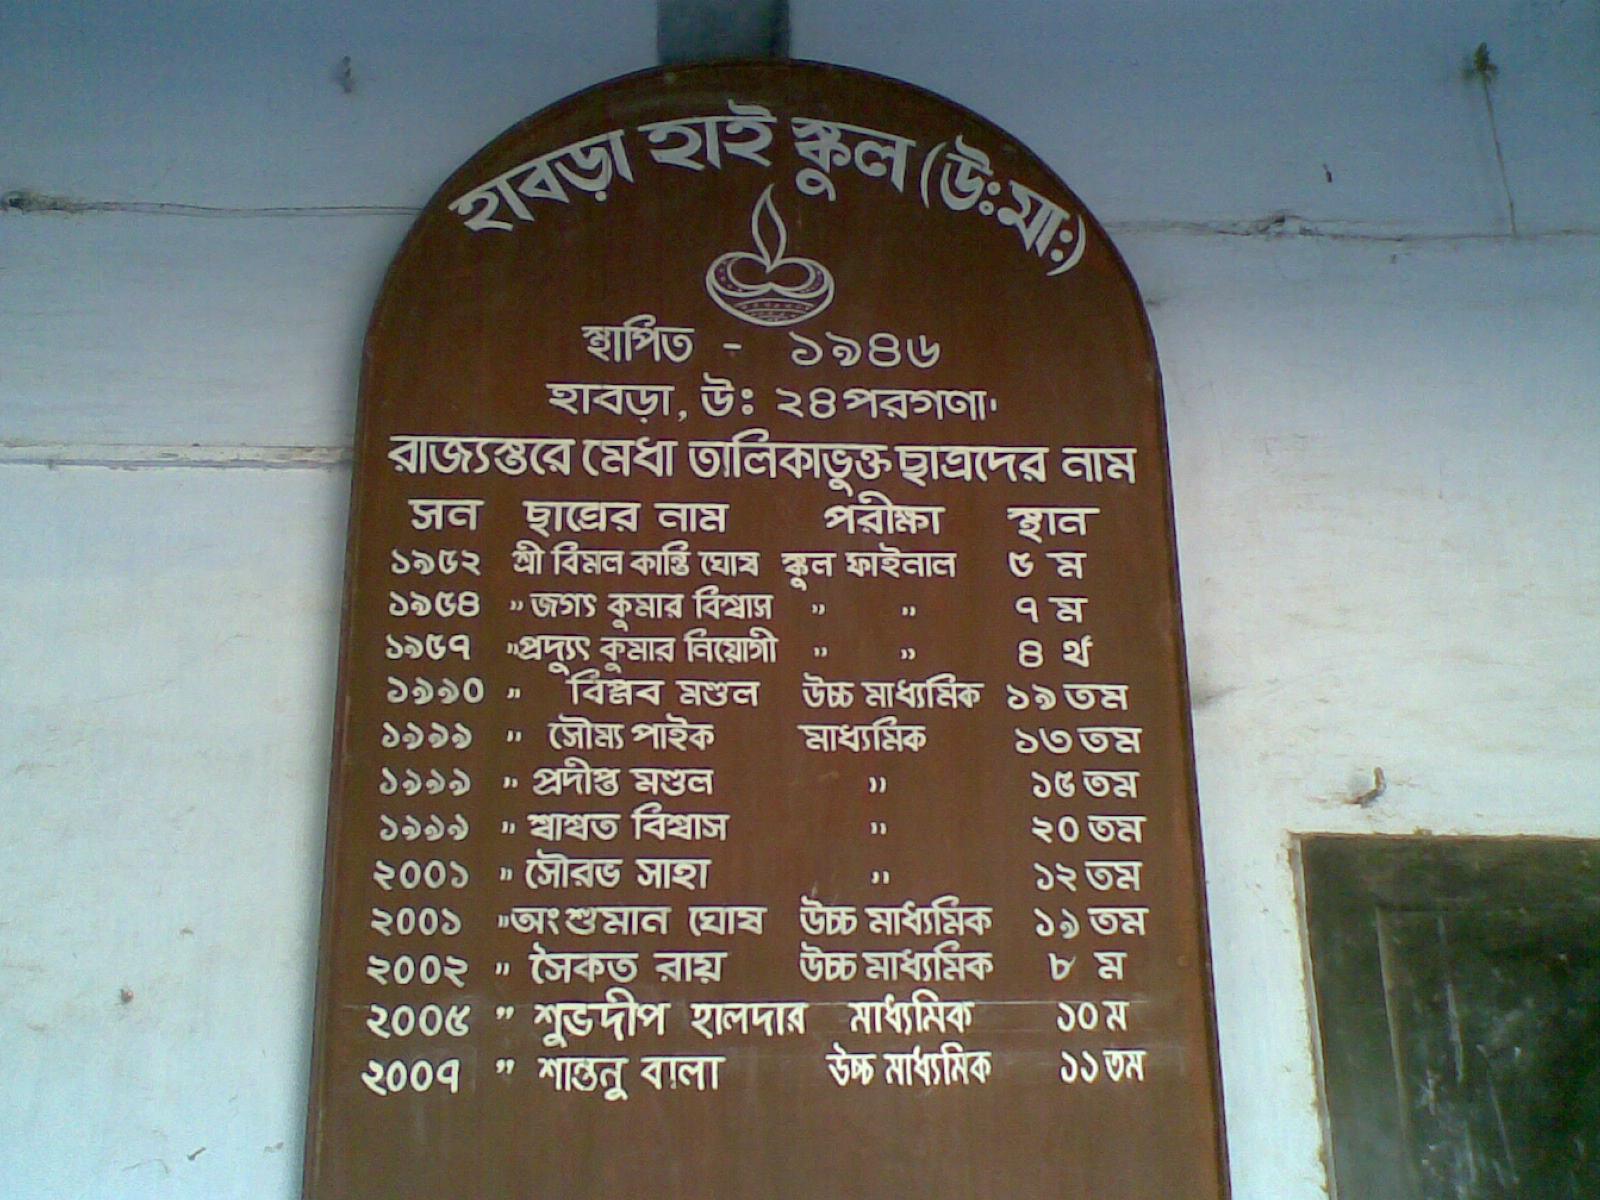 হাবড়া হাই স্কুল (উঃমাঃ)
স্থাপিত - ১৯৪৬
হাবড়া, উঃ ২৪ পরগণা
রাজ্যস্তরে মেধা তালিকাভুক্ত ছাত্রদের নাম
সন ছাত্রের নাম পরীক্ষা স্থান
১৯৫২ শ্রী বিমল কান্তি ঘোষ স্কুল ফাইনাল ৫ ম
১৯৫৪ " জগৎ কুমার বিশ্বাস " " ৭ ম
১৯৫৭ " প্রদ্যুৎ কুমার নিয়োগী " " ৪ র্থ
১৯৯০ " বিপ্লব মণ্ডল উচ্চ মাধ্যমিক ১৯ তম
১৯৯৯ " সৌম্য পাইক মাধ্যমিক ১৩ তম
১৯৯৯ " প্রদীপ্ত মণ্ডল " ১৫ তম
১৯৯৯ " শ্বাশ্বত বিশ্বাস " ২০ তম
২০০১ " সৌরভ সাহা " ১২ তম
২০০১ " অংশুমান ঘোষ উচ্চ মাধ্যমিক ১৯ তম
২০০২ " সৈকত রায় উচ্চ মাধ্যমিক ৮ ম
২০০৫ " শুভদীপ হালদার মাধ্যমিক ১০ ম
২০০৭ " শান্তনু বালা উচ্চ মাধ্যমিক ১১ তম